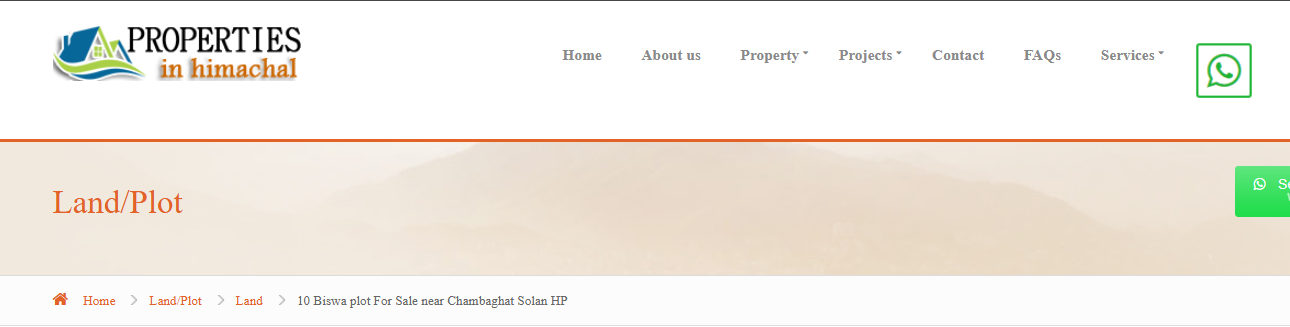 PROPERTIES
in himachal
Home About us Property Projects Contact FAQs Services
Land/Plot
Home Land/Plot Land 10 Biswa plot For Sale near Chambaghat Solan HP